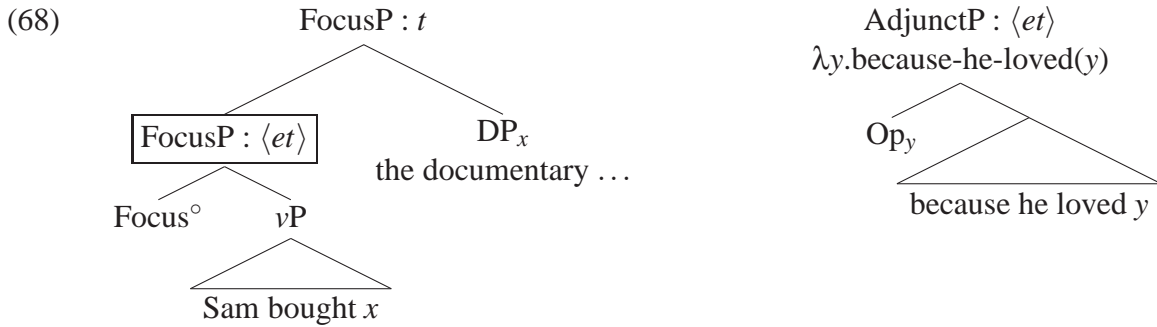 (68)
FocusP : t
FocusP : ⟨et⟩
DPₓ
the documentary …
Focus°
vP
Sam bought x
AdjunctP : ⟨et⟩
λy.because-he-loved(y)
Op_y
because he loved y